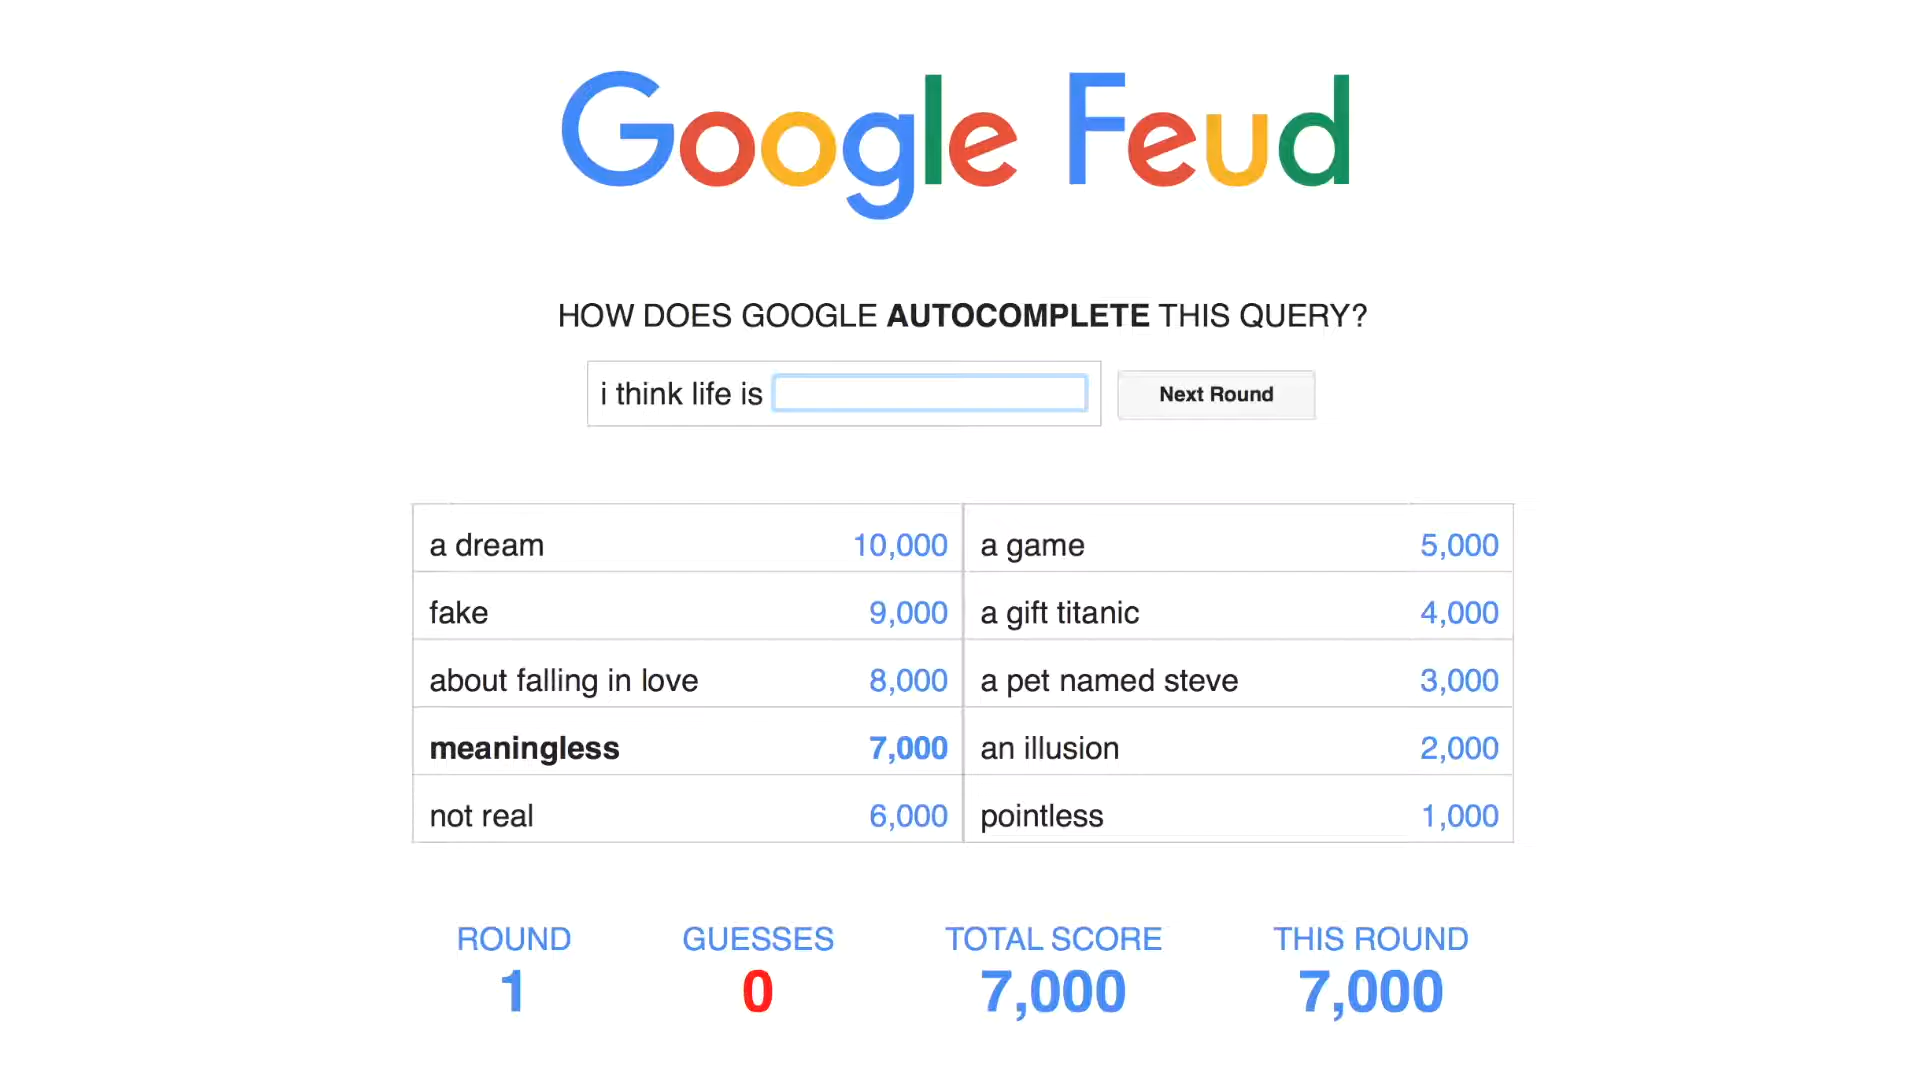 Google Feud
HOW DOES GOOGLE AUTOCOMPLETE THIS QUERY?
i think life is
Next Round
a dream 10,000
fake 9,000
about falling in love 8,000
meaningless 7,000
not real 6,000
a game 5,000
a gift titanic 4,000
a pet named steve 3,000
an illusion 2,000
pointless 1,000
ROUND
1
GUESSES
0
TOTAL SCORE
7,000
THIS ROUND
7,000